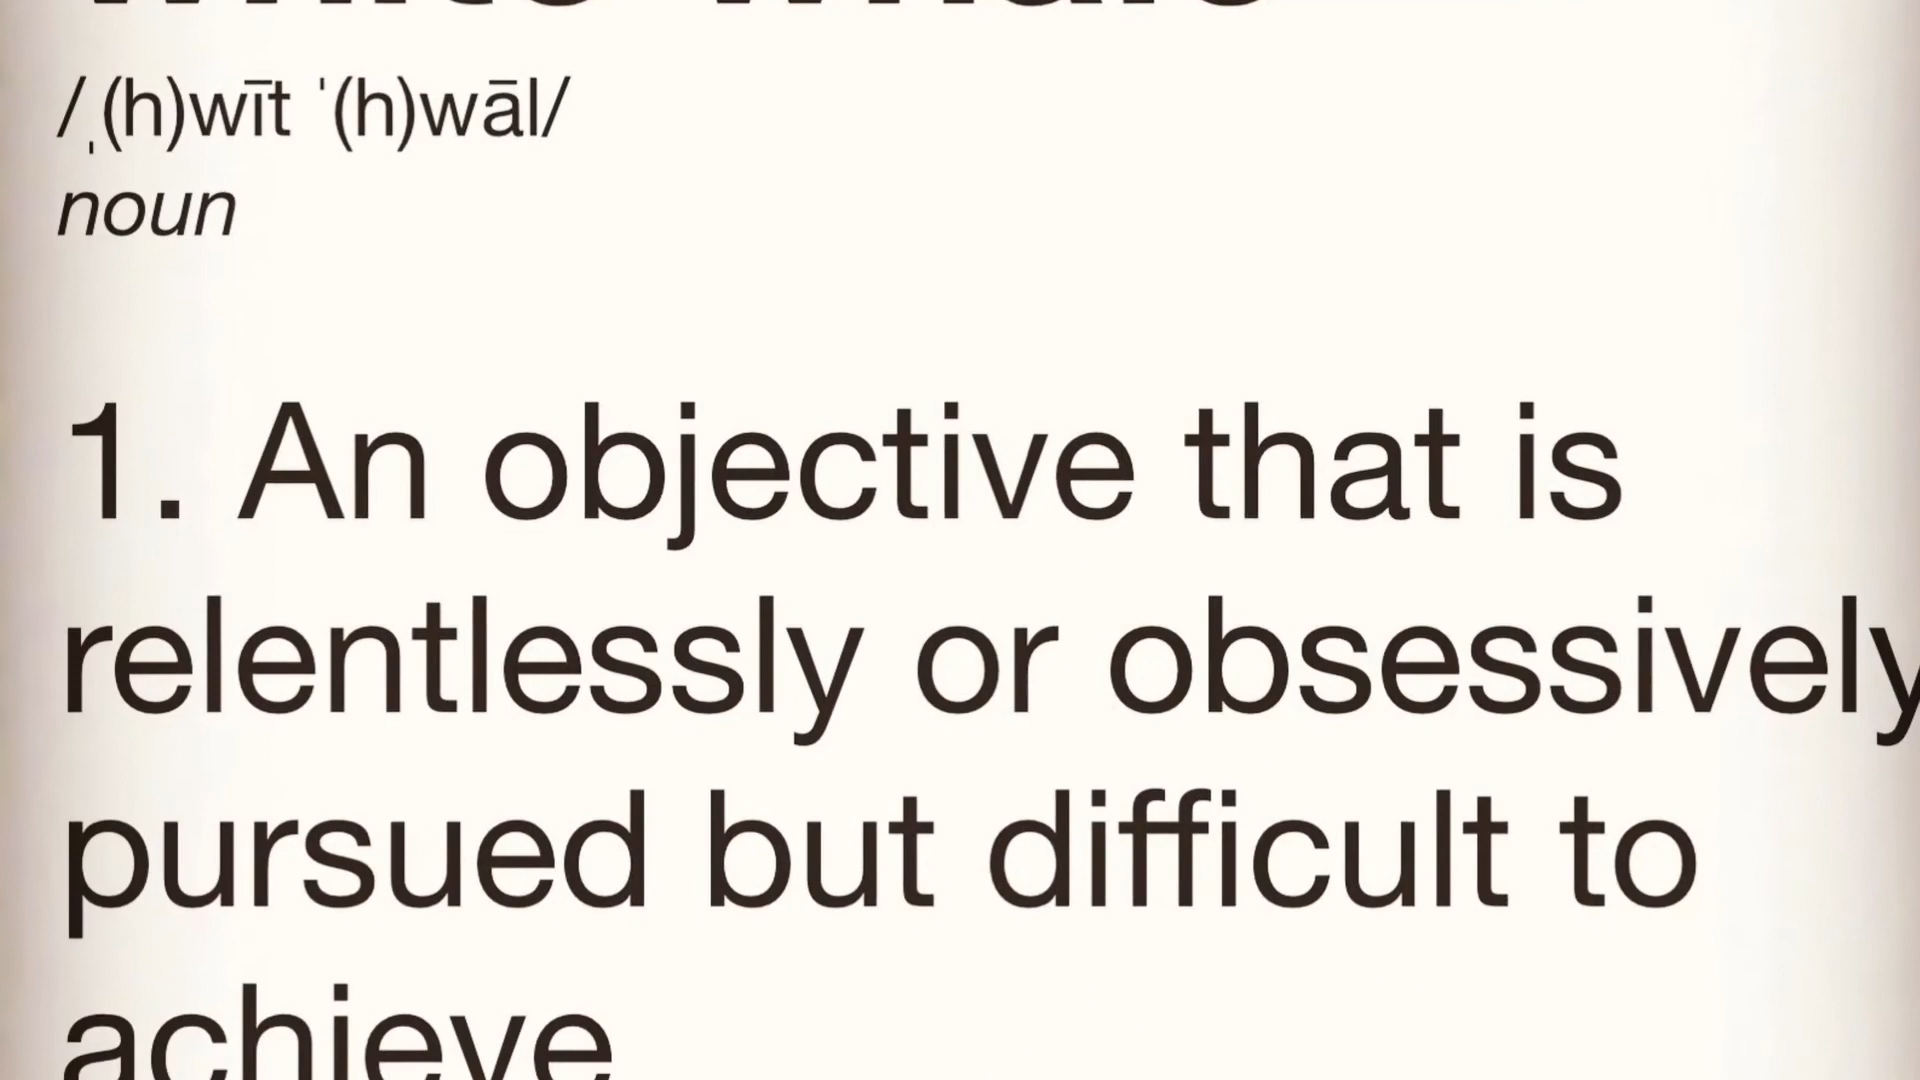 /ˌ(h)wīt ˈ(h)wāl/
noun
1. An objective that is
relentlessly or obsessively
pursued but difficult to
achieve